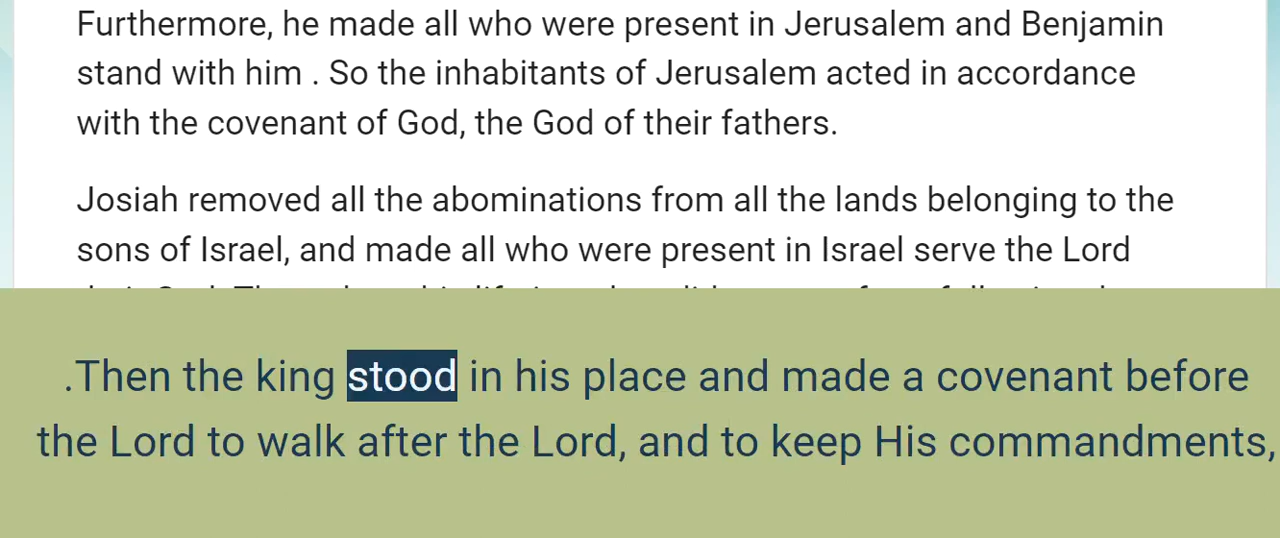 Furthermore, he made all who were present in Jerusalem and Benjamin
stand with him . So the inhabitants of Jerusalem acted in accordance
with the covenant of God, the God of their fathers.
Josiah removed all the abominations from all the lands belonging to the
sons of Israel, and made all who were present in Israel serve the Lord
.Then the king stood in his place and made a covenant before
the Lord to walk after the Lord, and to keep His commandments,